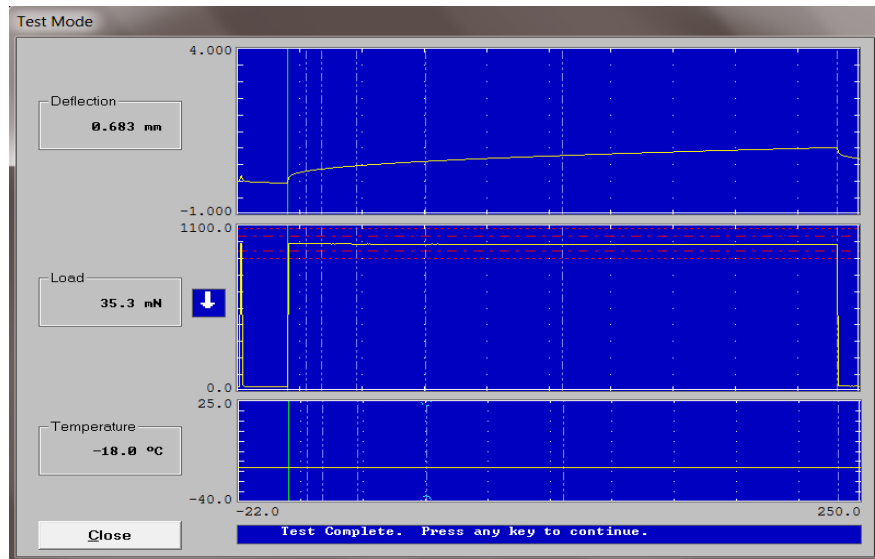 Test Mode
4.000
Deflection
0.683 mm
-1.000
1100.0
Load
35.3 mN
0.0
25.0
Temperature
-18.0 ºC
-40.0
-22.0 250.0
Close
Test Complete. Press any key to continue.